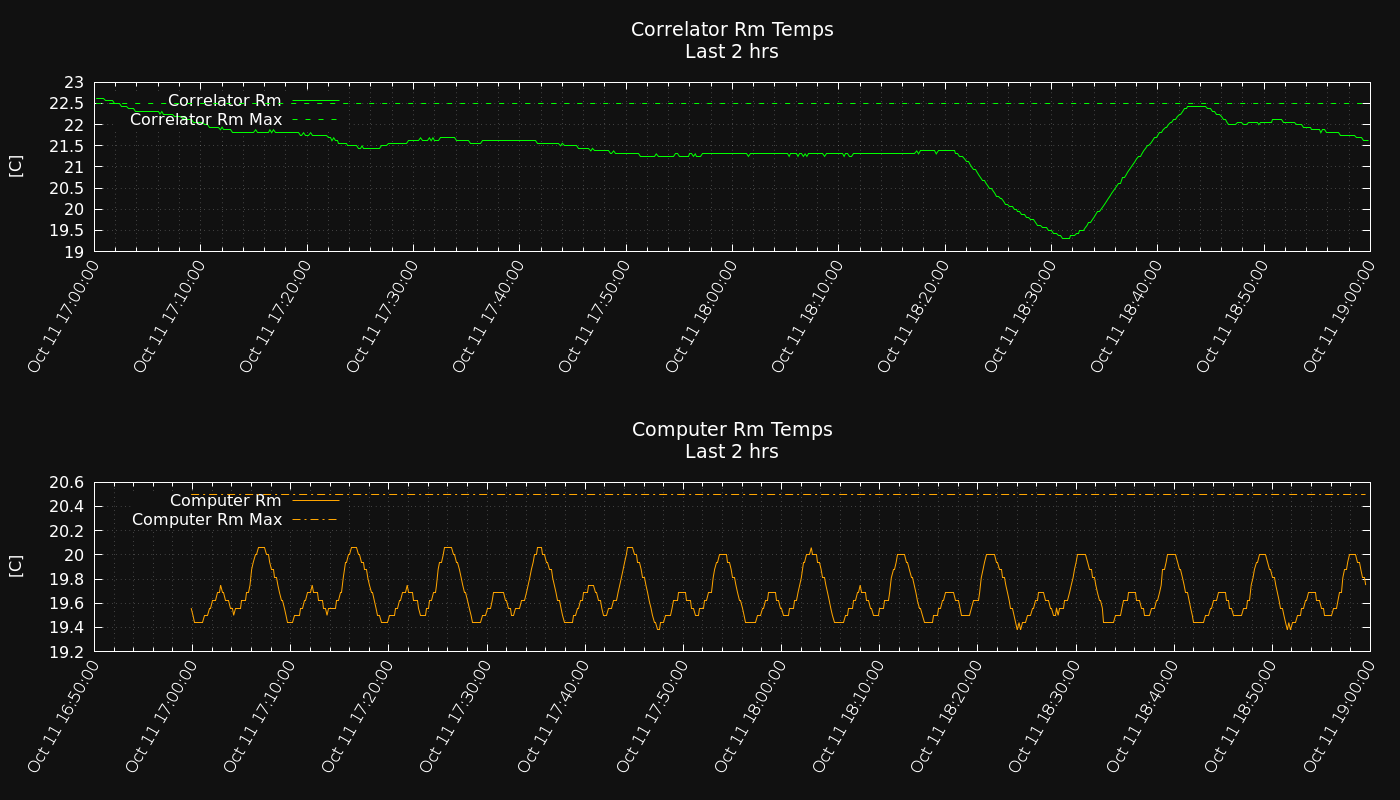 Correlator Rm Temps
Last 2 hrs
23
22.5
22
21.5
21
20.5
20
19.5
19
[C]
Correlator Rm
Correlator Rm Max
Oct 11 17:00:00
Oct 11 17:10:00
Oct 11 17:20:00
Oct 11 17:30:00
Oct 11 17:40:00
Oct 11 17:50:00
Oct 11 18:00:00
Oct 11 18:10:00
Oct 11 18:20:00
Oct 11 18:30:00
Oct 11 18:40:00
Oct 11 18:50:00
Oct 11 19:00:00
Computer Rm Temps
Last 2 hrs
20.6
20.4
20.2
20
19.8
19.6
19.4
19.2
[C]
Computer Rm
Computer Rm Max
Oct 11 16:50:00
Oct 11 17:00:00
Oct 11 17:10:00
Oct 11 17:20:00
Oct 11 17:30:00
Oct 11 17:40:00
Oct 11 17:50:00
Oct 11 18:00:00
Oct 11 18:10:00
Oct 11 18:20:00
Oct 11 18:30:00
Oct 11 18:40:00
Oct 11 18:50:00
Oct 11 19:00:00